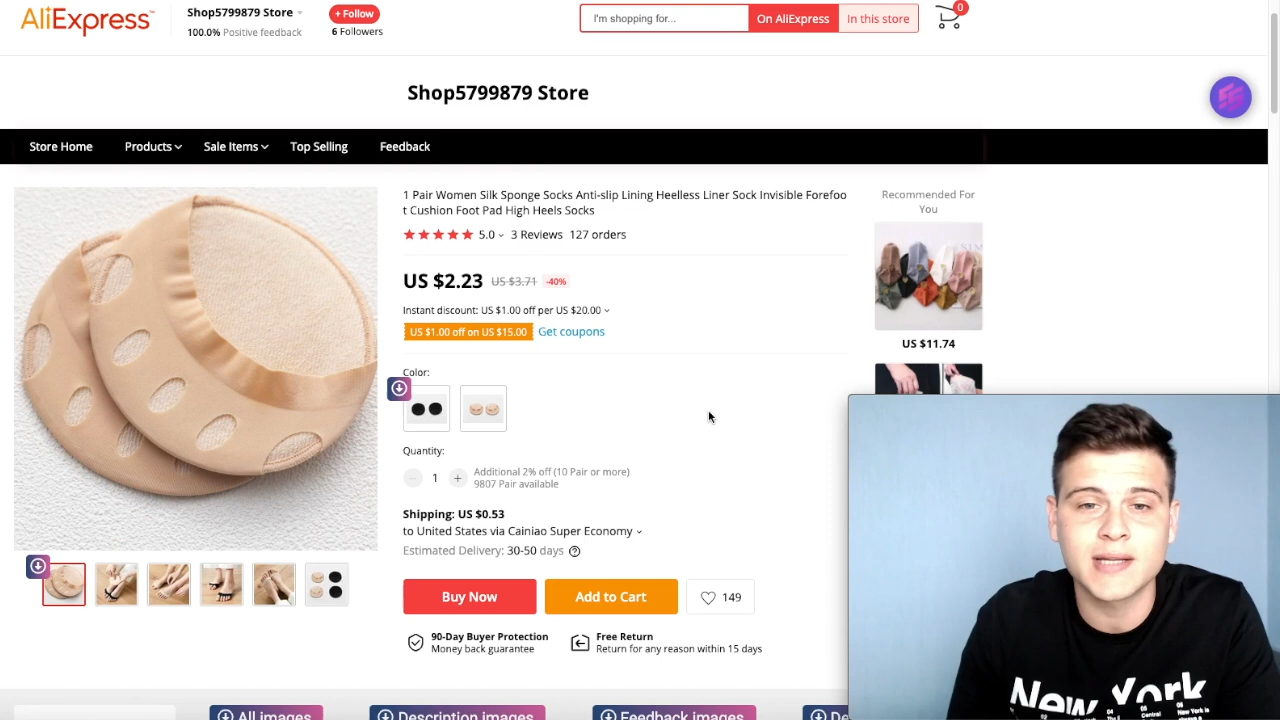 AliExpress™
Shop5799879 Store
100.0% Positive feedback
+ Follow
6 Followers
I'm shopping for...
On AliExpress
In this store
0
Shop5799879 Store
Store Home
Products
Sale Items
Top Selling
Feedback
1 Pair Women Silk Sponge Socks Anti-slip Lining Heelless Liner Sock Invisible Forefoo
t Cushion Foot Pad High Heels Socks
5.0
3 Reviews
127 orders
US $2.23 US $3.71 -40%
Instant discount: US $1.00 off per US $20.00
US $1.00 off on US $15.00
Get coupons
Color:
Quantity:
1
Additional 2% off (10 Pair or more)
9807 Pair available
Shipping: US $0.53
to United States via Cainiao Super Economy
Estimated Delivery: 30-50 days
Buy Now
Add to Cart
149
90-Day Buyer Protection
Money back guarantee
Free Return
Return for any reason within 15 days
Recommended For
You
US $11.74
All images
Description images
Feedback images
New York